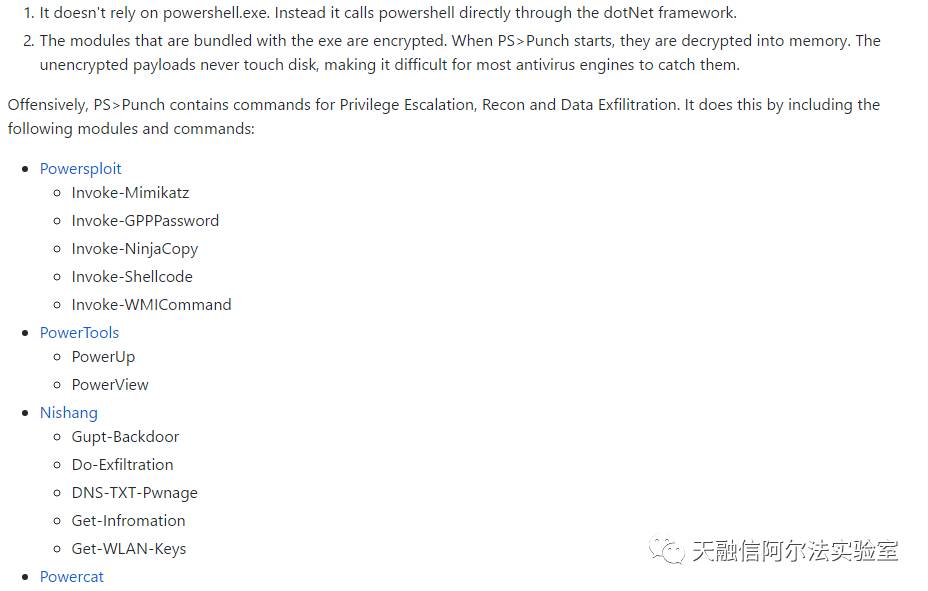 1. It doesn't rely on powershell.exe. Instead it calls powershell directly through the dotNet framework.
2. The modules that are bundled with the exe are encrypted. When PS>Punch starts, they are decrypted into memory. The
unencrypted payloads never touch disk, making it difficult for most antivirus engines to catch them.
Offensively, PS>Punch contains commands for Privilege Escalation, Recon and Data Exfilitration. It does this by including the
following modules and commands:
Powersploit
Invoke-Mimikatz
Invoke-GPPPassword
Invoke-NinjaCopy
Invoke-Shellcode
Invoke-WMICommand
PowerTools
PowerUp
PowerView
Nishang
Gupt-Backdoor
Do-Exfiltration
DNS-TXT-Pwnage
Get-Infromation
Get-WLAN-Keys
Powercat
天融信阿尔法实验室